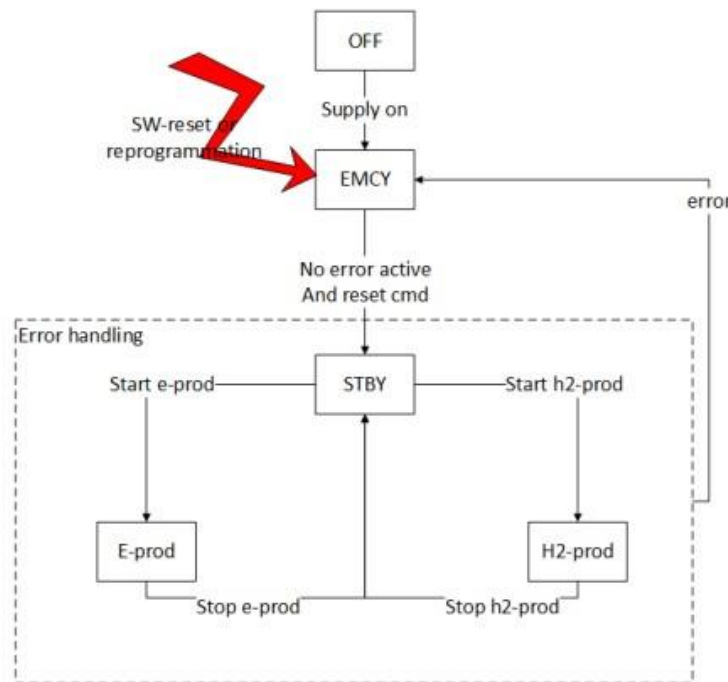 OFF
Supply on
SW-reset or
reprogrammation
EMCY
error
No error active
And reset cmd
Error handling
STBY
Start e-prod
Start h2-prod
E-prod
H2-prod
Stop e-prod
Stop h2-prod